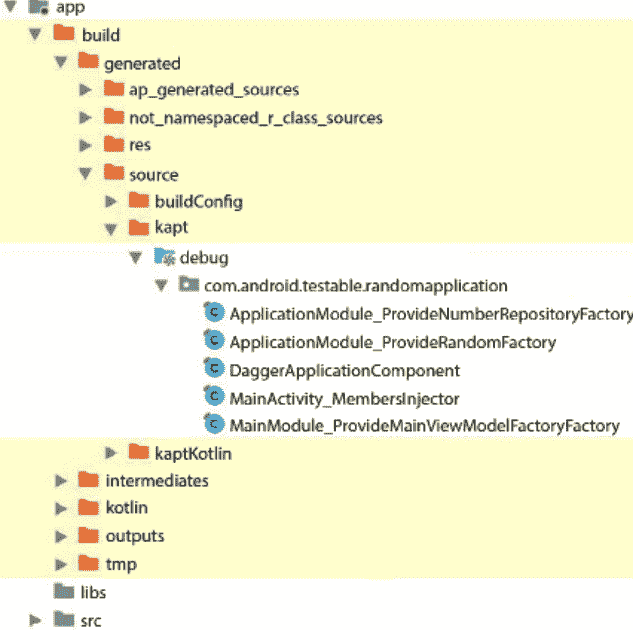 app
build
generated
ap_generated_sources
not_namespaced_r_class_sources
res
source
buildConfig
kapt
debug
com.android.testable.randomapplication
C ApplicationModule_ProvideNumberRepositoryFactory
C ApplicationModule_ProvideRandomFactory
C DaggerApplicationComponent
C MainActivity_MembersInjector
C MainModule_ProvideMainViewModelFactoryFactory
kaptKotlin
intermediates
kotlin
outputs
tmp
libs
src